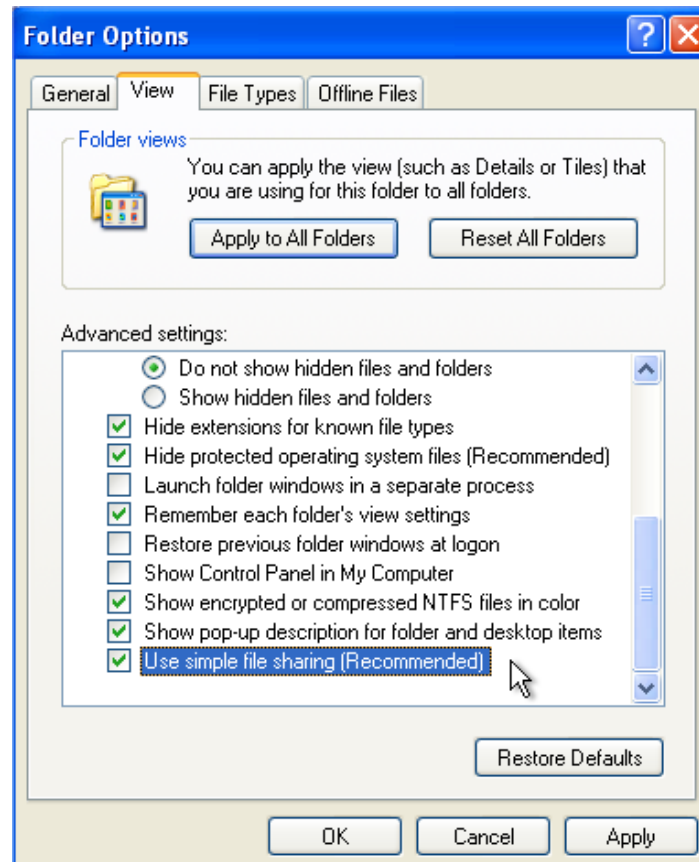 Folder Options
General View File Types Offline Files
Folder views
You can apply the view (such as Details or Tiles) that
you are using for this folder to all folders.
Apply to All Folders Reset All Folders
Advanced settings:
Do not show hidden files and folders
Show hidden files and folders
Hide extensions for known file types
Hide protected operating system files (Recommended)
Launch folder windows in a separate process
Remember each folder's view settings
Restore previous folder windows at logon
Show Control Panel in My Computer
Show encrypted or compressed NTFS files in color
Show pop-up description for folder and desktop items
Use simple file sharing (Recommended)
Restore Defaults
OK Cancel Apply